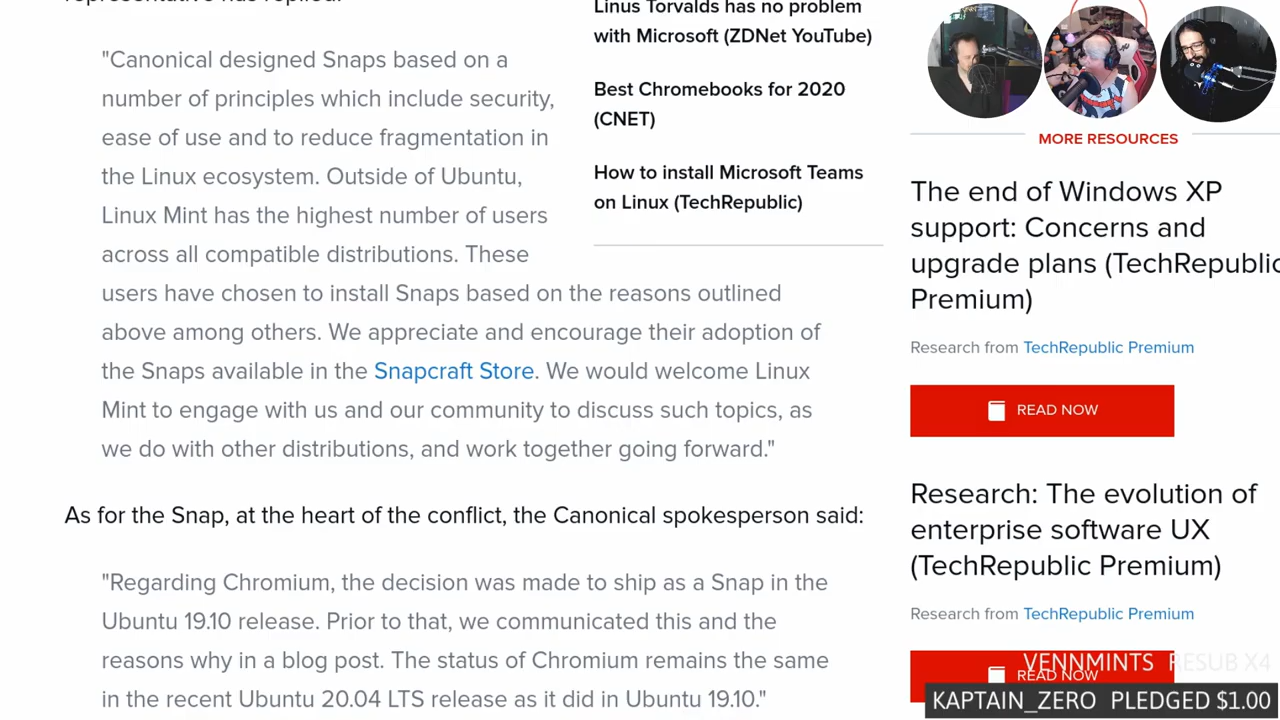 "Canonical designed Snaps based on a
number of principles which include security,
ease of use and to reduce fragmentation in
the Linux ecosystem. Outside of Ubuntu,
Linux Mint has the highest number of users
across all compatible distributions. These
users have chosen to install Snaps based on the reasons outlined
above among others. We appreciate and encourage their adoption of
the Snaps available in the Snapcraft Store. We would welcome Linux
Mint to engage with us and our community to discuss such topics, as
we do with other distributions, and work together going forward."
As for the Snap, at the heart of the conflict, the Canonical spokesperson said:
"Regarding Chromium, the decision was made to ship as a Snap in the
Ubuntu 19.10 release. Prior to that, we communicated this and the
reasons why in a blog post. The status of Chromium remains the same
in the recent Ubuntu 20.04 LTS release as it did in Ubuntu 19.10."
Linus Torvalds has no problem
with Microsoft (ZDNet YouTube)
Best Chromebooks for 2020
(CNET)
How to install Microsoft Teams
on Linux (TechRepublic)
MORE RESOURCES
The end of Windows XP
support: Concerns and
upgrade plans (TechRepublic
Premium)
Research from TechRepublic Premium
READ NOW
Research: The evolution of
enterprise software UX
(TechRepublic Premium)
Research from TechRepublic Premium
READ NOW
VENNMINTS RESUB X4
KAPTAIN_ZERO PLEDGED $1.00